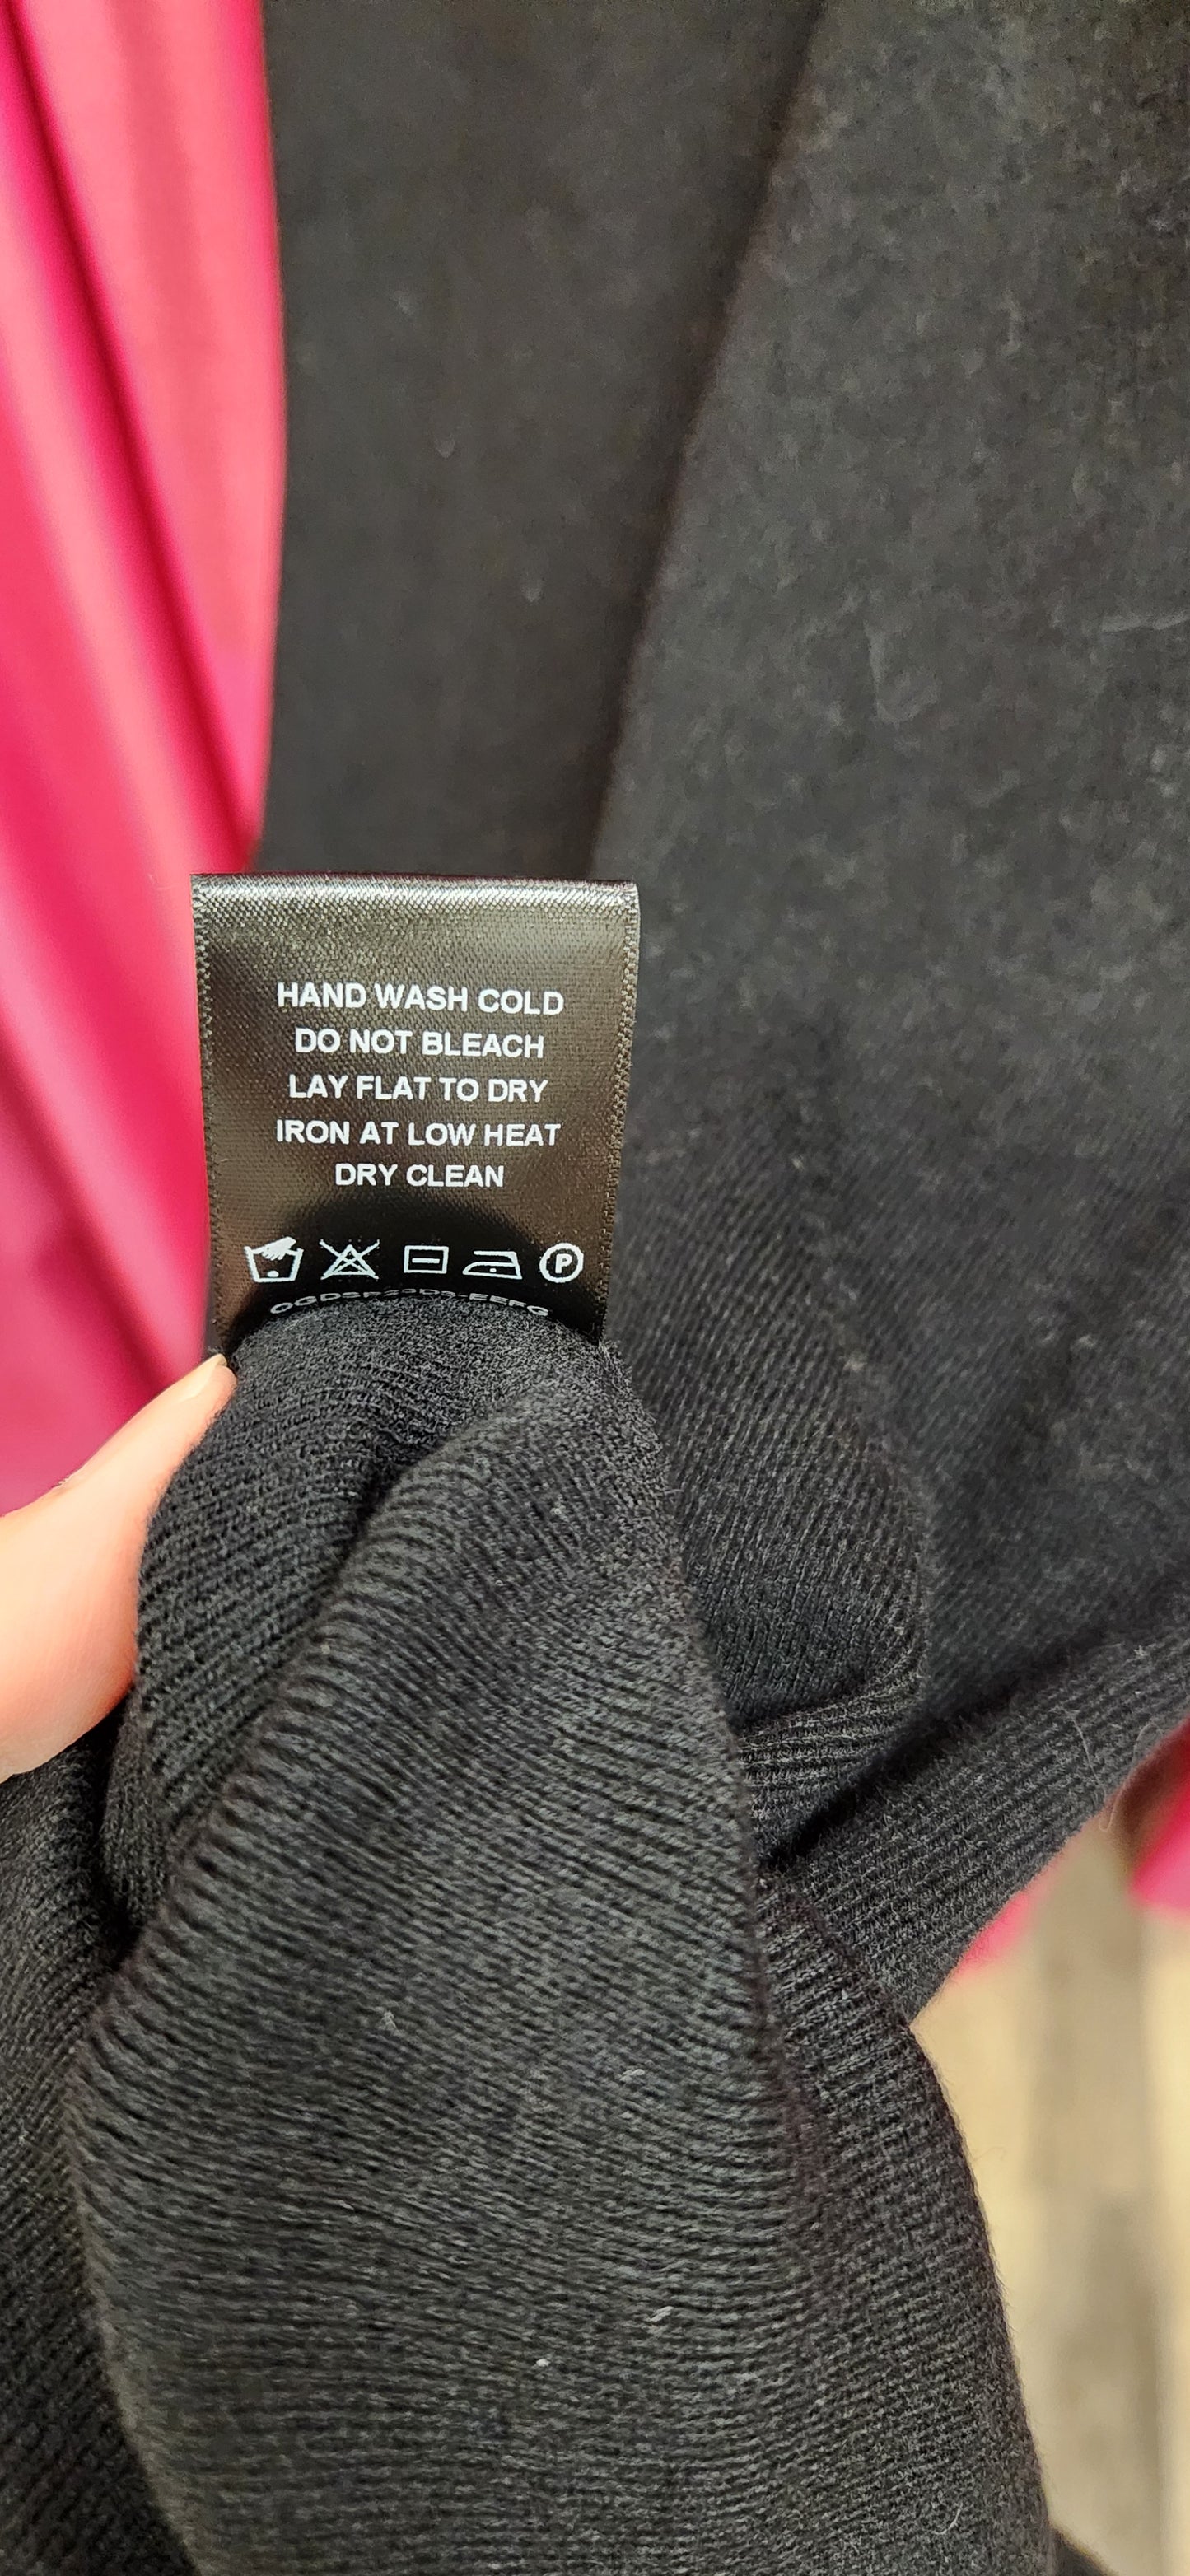 HAND WASH COLD
DO NOT BLEACH
LAY FLAT TO DRY
IRON AT LOW HEAT
DRY CLEAN
P